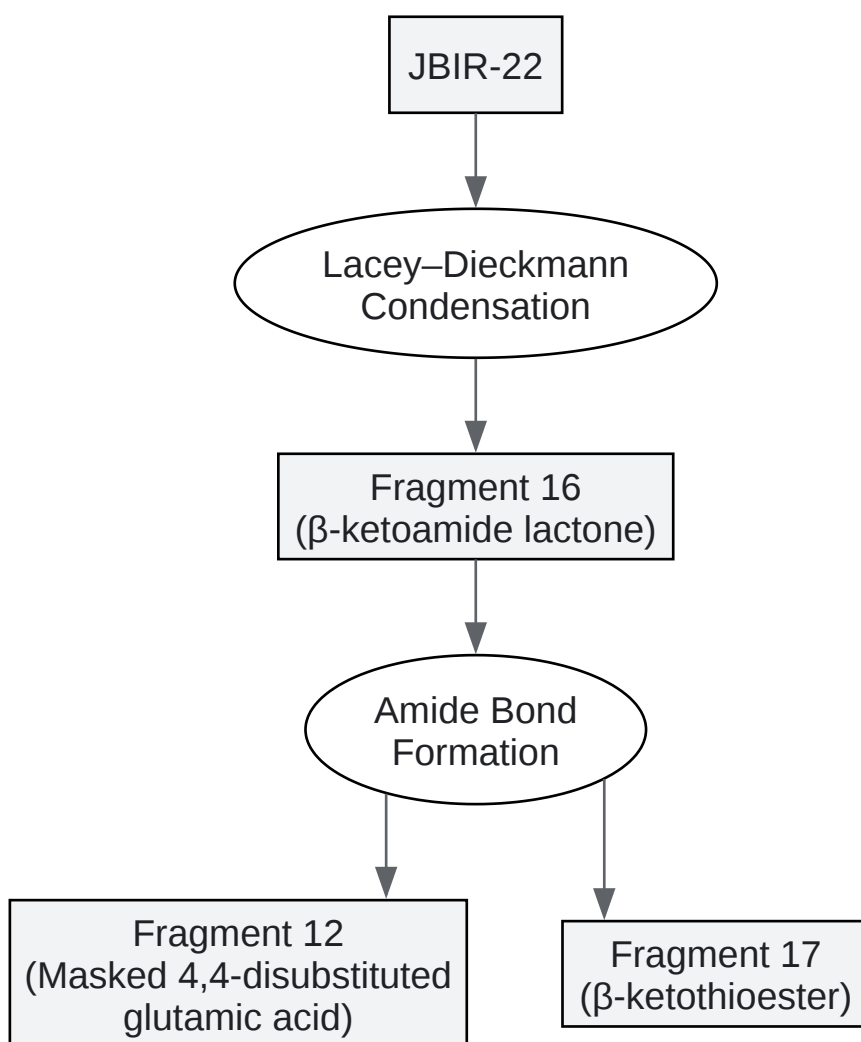 JBIR-22
Lacey–Dieckmann
Condensation
Fragment 16
(β-ketoamide lactone)
Amide Bond
Formation
Fragment 12
(Masked 4,4-disubstituted
glutamic acid)
Fragment 17
(β-ketothioester)